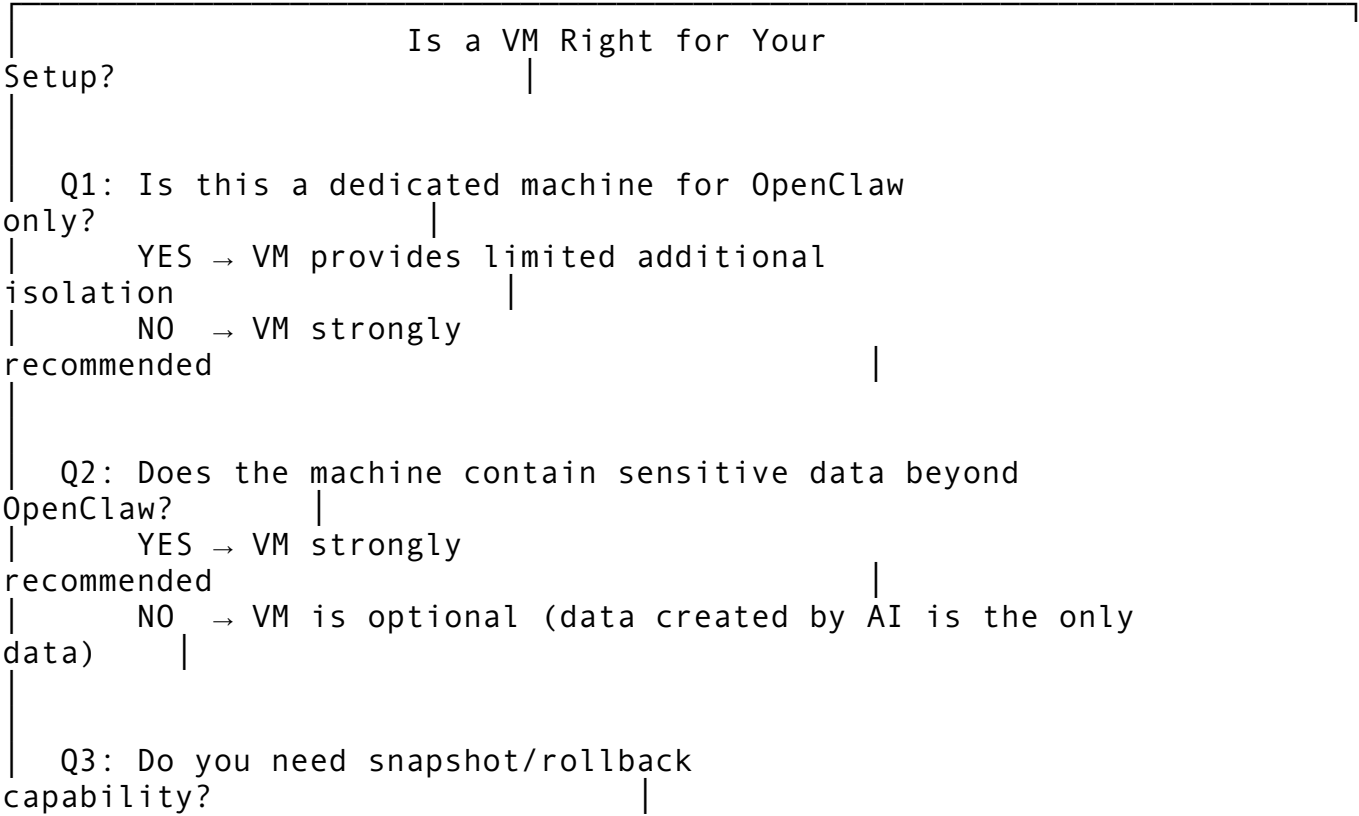 Is a VM Right for Your
Setup? |
|
| Q1: Is this a dedicated machine for OpenClaw
only? |
| YES → VM provides limited additional
isolation |
| NO → VM strongly
recommended |
|
| Q2: Does the machine contain sensitive data beyond
OpenClaw? |
| YES → VM strongly
recommended |
| NO → VM is optional (data created by AI is the only
data) |
|
| Q3: Do you need snapshot/rollback
capability? |